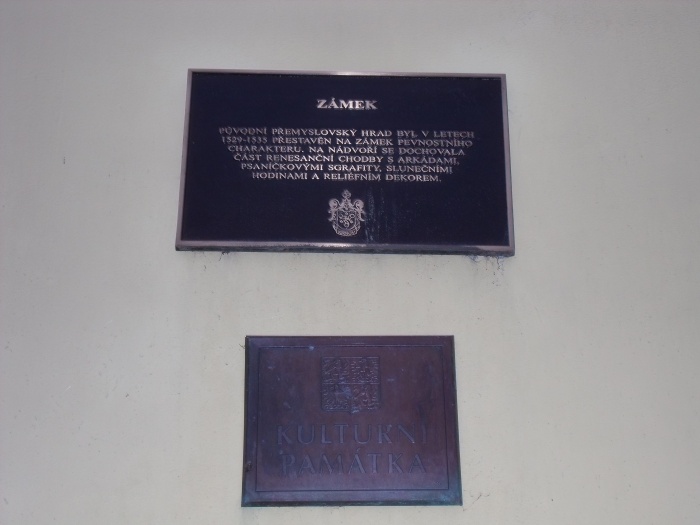 ZÁMEK
PŮVODNÍ PŘEMYSLOVSKÝ HRAD BYL V LETECH
1529-1535 PŘESTAVĚN NA ZÁMEK PEVNOSTNÍHO
CHARAKTERU. NA NÁDVOŘÍ SE DOCHOVALA
ČÁST RENESANČNÍ CHODBY S ARKÁDAMI,
PSANÍČKOVÝMI SGRAFITY, SLUNEČNÍMI
HODINAMI A RELIÉFNÍM DEKOREM.
KULTURNÍ
PAMÁTKA